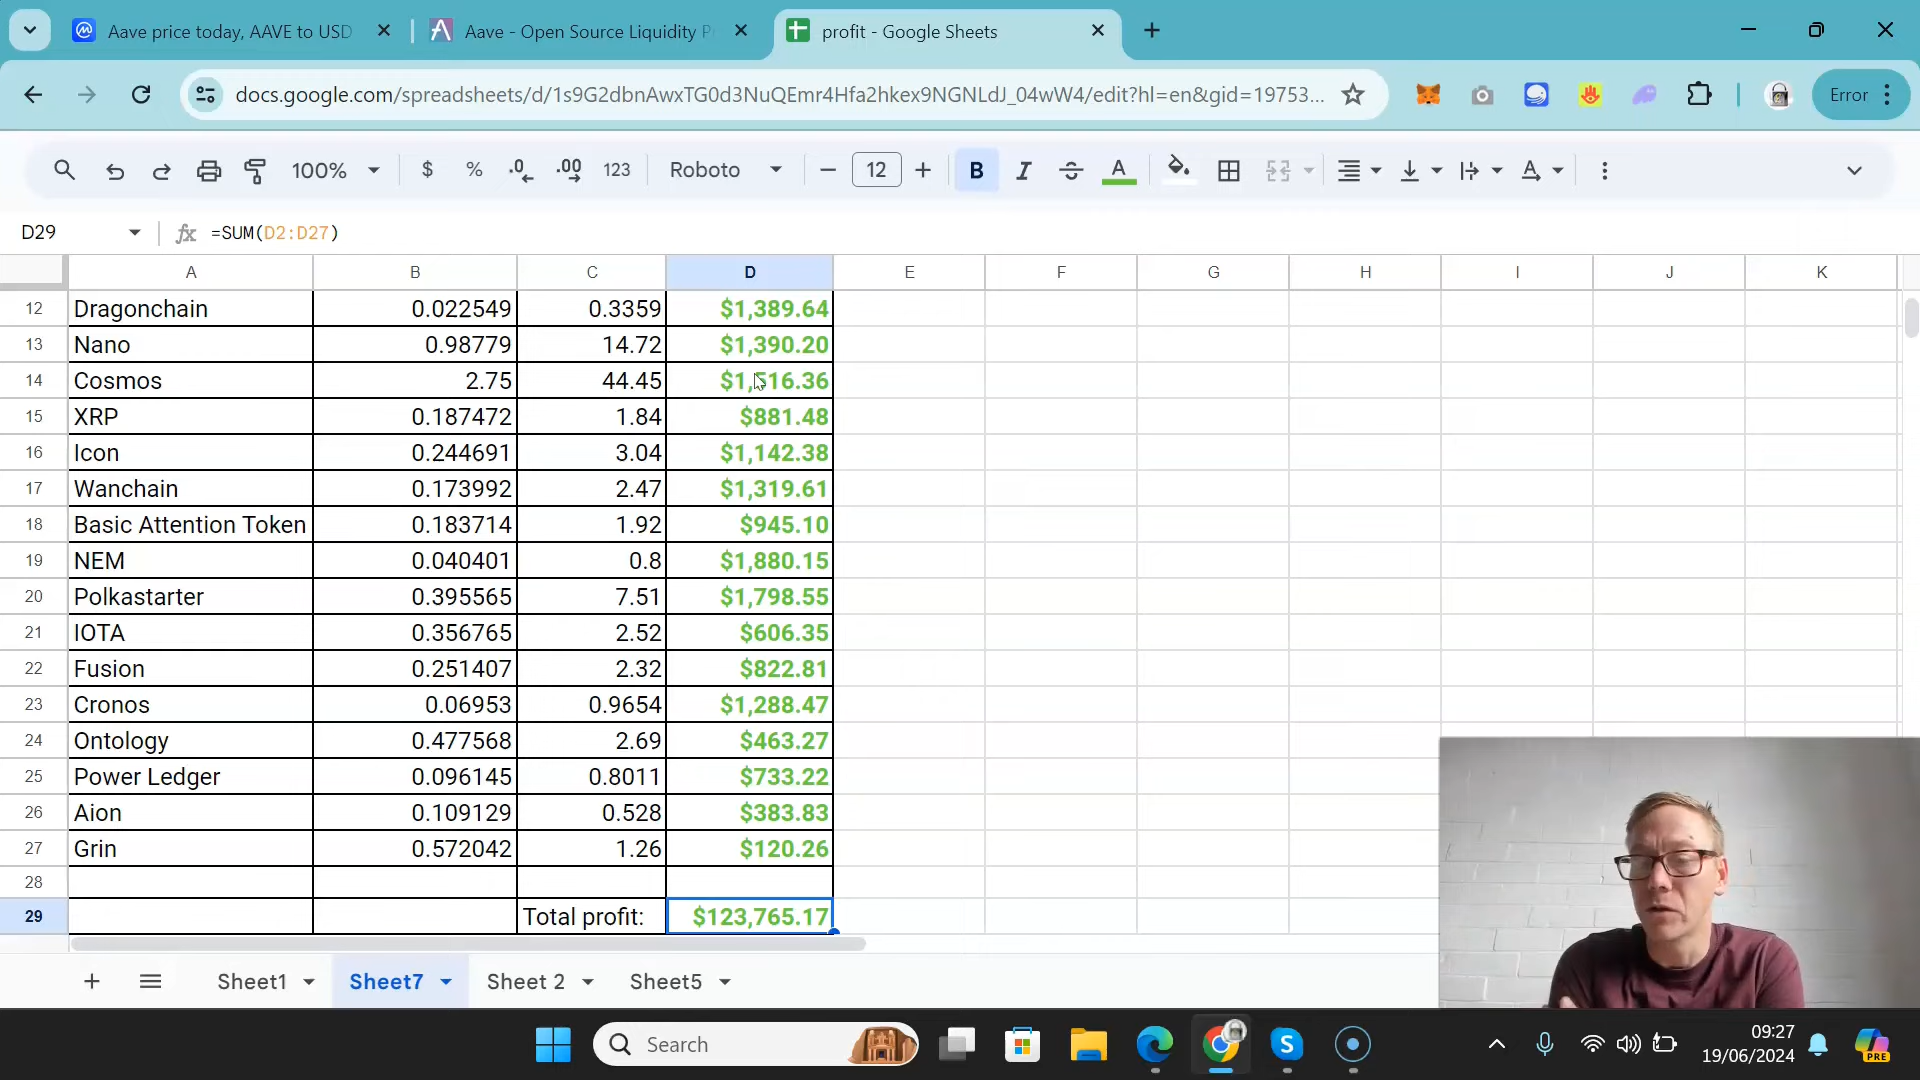 Aave price today, AAVE to USD
Aave - Open Source Liquidity P
profit - Google Sheets
docs.google.com/spreadsheets/d/1s9G2dbnAwxTG0d3NuQEmr4Hfa2hkex9NGNLdJ_04wW4/edit?hl=en&gid=19753...
Error
100% $ % .0 .00 123 Roboto 12 B I A
D29 fx =SUM(D2:D27)
A B C D E F G H I J K
12 Dragonchain 0.022549 0.3359 $1,389.64
13 Nano 0.98779 14.72 $1,390.20
14 Cosmos 2.75 44.45 $1,516.36
15 XRP 0.187472 1.84 $881.48
16 Icon 0.244691 3.04 $1,142.38
17 Wanchain 0.173992 2.47 $1,319.61
18 Basic Attention Token 0.183714 1.92 $945.10
19 NEM 0.040401 0.8 $1,880.15
20 Polkastarter 0.395565 7.51 $1,798.55
21 IOTA 0.356765 2.52 $606.35
22 Fusion 0.251407 2.32 $822.81
23 Cronos 0.06953 0.9654 $1,288.47
24 Ontology 0.477568 2.69 $463.27
25 Power Ledger 0.096145 0.8011 $733.22
26 Aion 0.109129 0.528 $383.83
27 Grin 0.572042 1.26 $120.26
28
29 Total profit: $123,765.17
Sheet1 Sheet7 Sheet 2 Sheet5
Search
09:27
19/06/2024
PRE